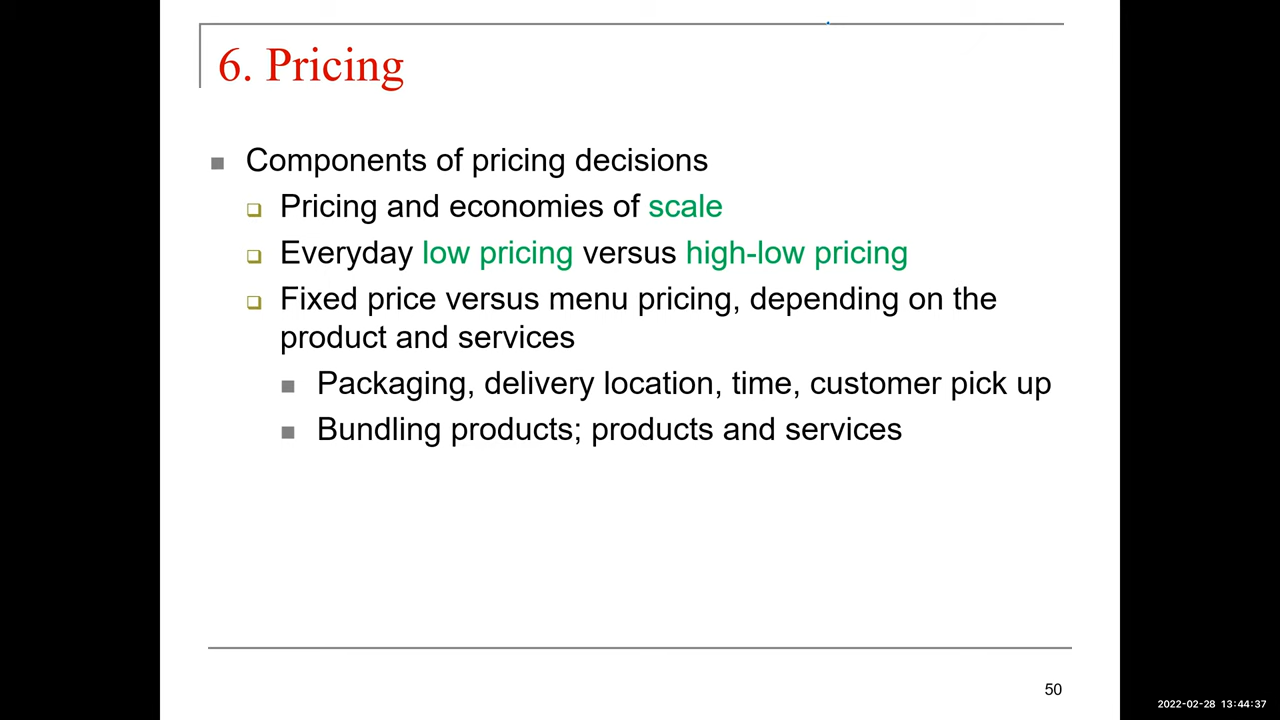 6. Pricing
Components of pricing decisions
Pricing and economies of scale
Everyday low pricing versus high-low pricing
Fixed price versus menu pricing, depending on the
product and services
Packaging, delivery location, time, customer pick up
Bundling products; products and services
50
2022-02-28 13:44:37